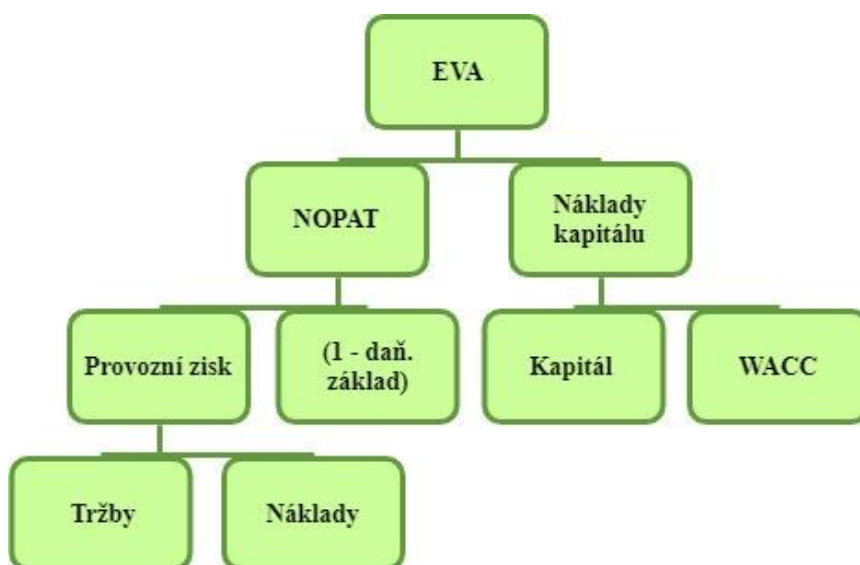 EVA
NOPAT
Náklady
kapitálu
Provozní zisk
(1 - daň.
základ)
Kapitál
WACC
Tržby
Náklady